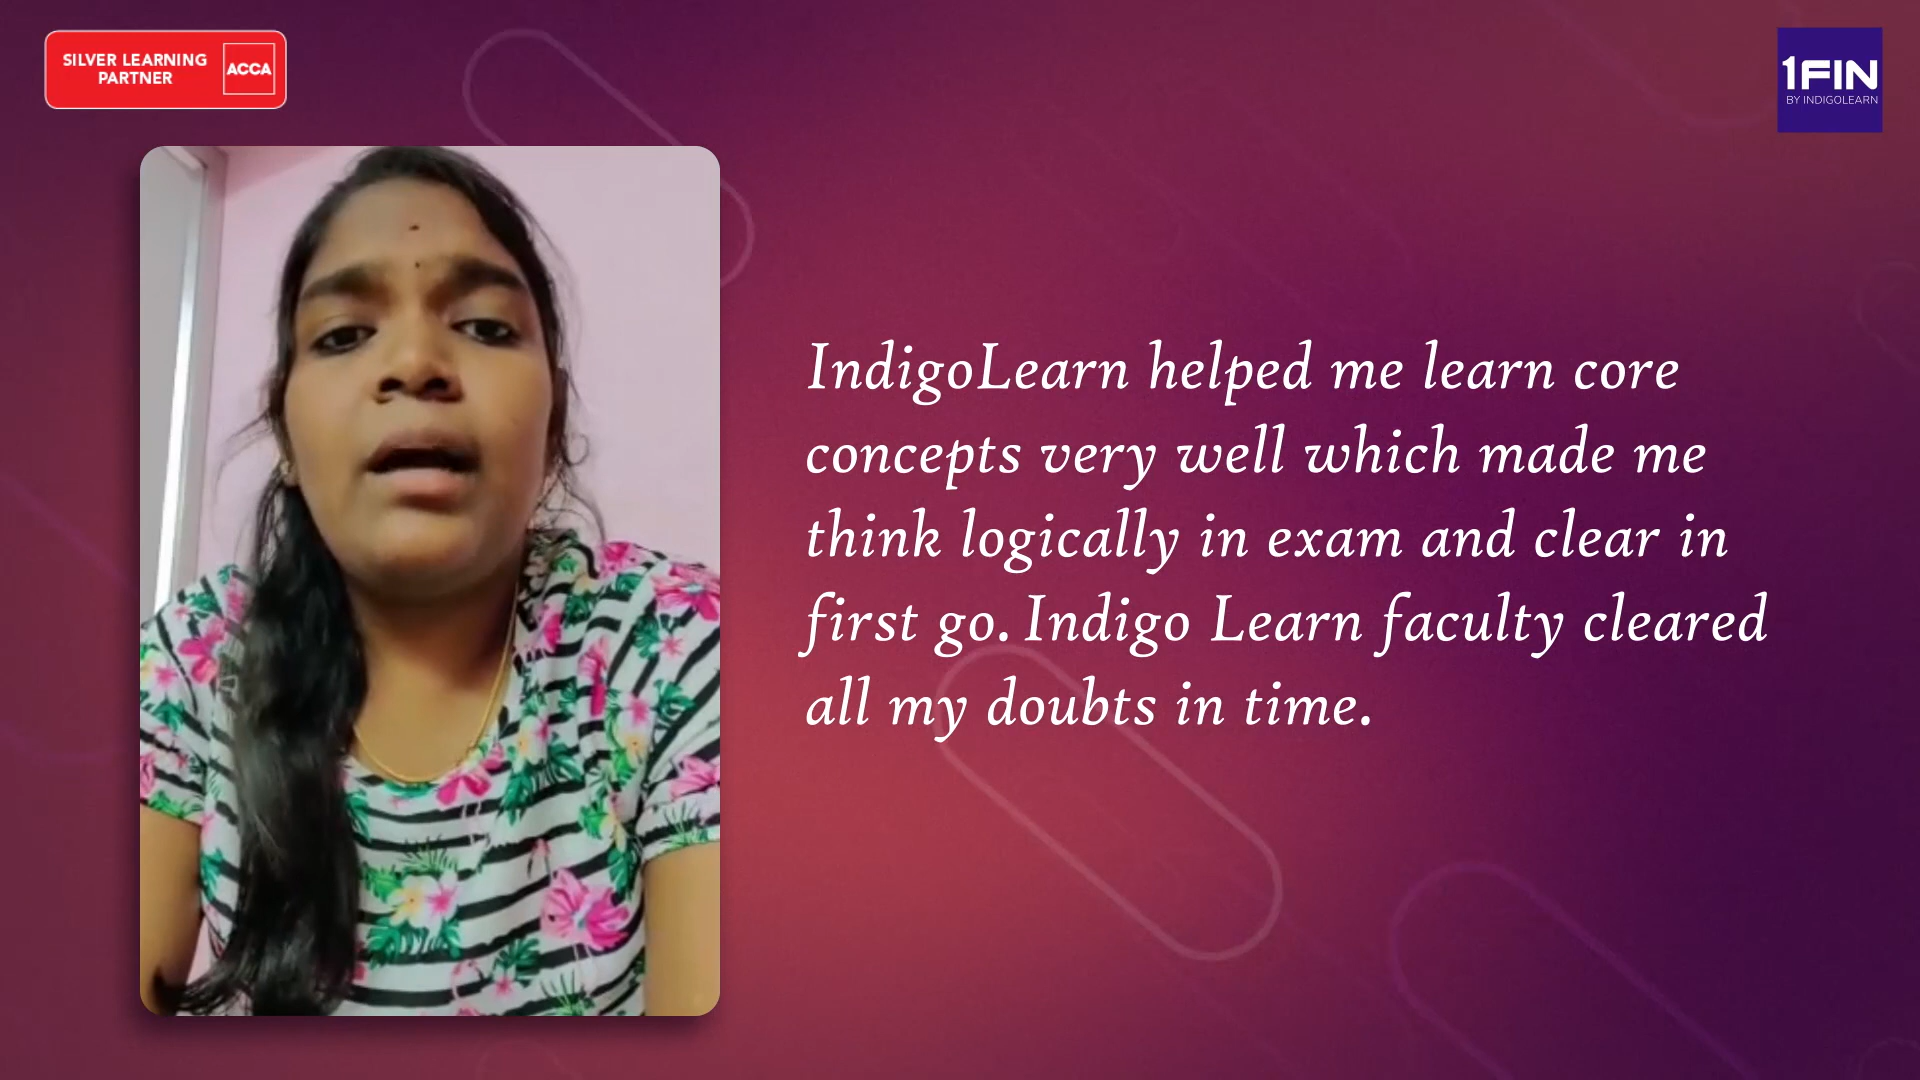 SILVER LEARNING
PARTNER
ACCA
1FIN
BY INDIGOLEARN
IndigoLearn helped me learn core
concepts very well which made me
think logically in exam and clear in
first go. Indigo Learn faculty cleared
all my doubts in time.